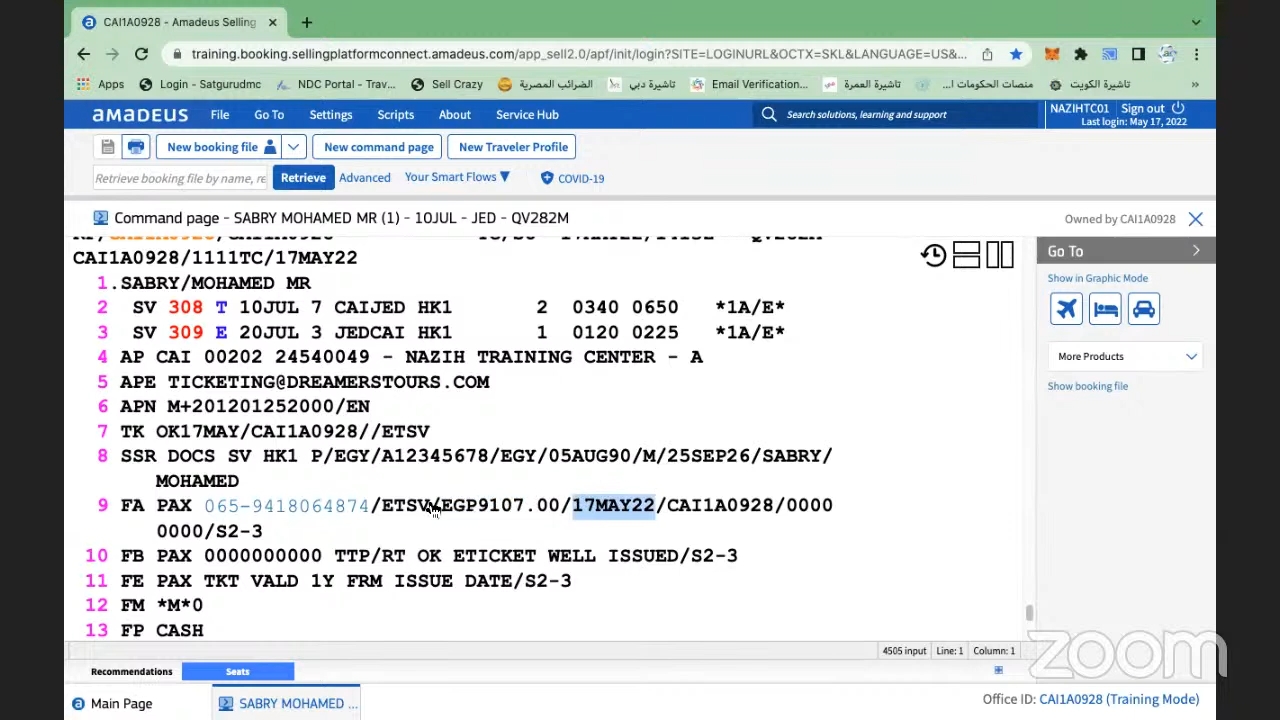 CAI1A0928 - Amadeus Selling
training.booking.sellingplatformconnect.amadeus.com/app_sell2.0/apf/init/login?SITE=LOGINURL&OCTX=SKL&LANGUAGE=US&...
Apps Login - Satgurudmc NDC Portal - Trav... Sell Crazy الضرائب المصرية تاشيرة دبي Email Verification... تاشيرة العمرة منصات الحكومات ا... تاشيرة الكويت »
amadeus File Go To Settings Scripts About Service Hub Search solutions, learning and support NAZIHTC01 Sign out
Last login: May 17, 2022
New booking file New command page New Traveler Profile
Retrieve booking file by name, re Retrieve Advanced Your Smart Flows ▼ COVID-19
Command page - SABRY MOHAMED MR (1) - 10JUL - JED - QV282M Owned by CAI1A0928
CAI1A0928/1111TC/17MAY22
1.SABRY/MOHAMED MR
2 SV 308 T 10JUL 7 CAIJED HK1 2 0340 0650 *1A/E*
3 SV 309 E 20JUL 3 JEDCAI HK1 1 0120 0225 *1A/E*
4 AP CAI 00202 24540049 - NAZIH TRAINING CENTER - A
5 APE TICKETING@DREAMERSTOURS.COM
6 APN M+201201252000/EN
7 TK OK17MAY/CAI1A0928//ETSV
8 SSR DOCS SV HK1 P/EGY/A12345678/EGY/05AUG90/M/25SEP26/SABRY/
MOHAMED
9 FA PAX 065-9418064874/ETSV/EGP9107.00/17MAY22/CAI1A0928/0000
0000/S2-3
10 FB PAX 0000000000 TTP/RT OK ETICKET WELL ISSUED/S2-3
11 FE PAX TKT VALD 1Y FRM ISSUE DATE/S2-3
12 FM *M*0
13 FP CASH
Go To
Show in Graphic Mode
More Products
Show booking file
4505 input Line: 1 Column: 1
zoom
Recommendations Seats
Main Page SABRY MOHAMED ... Office ID: CAI1A0928 (Training Mode)